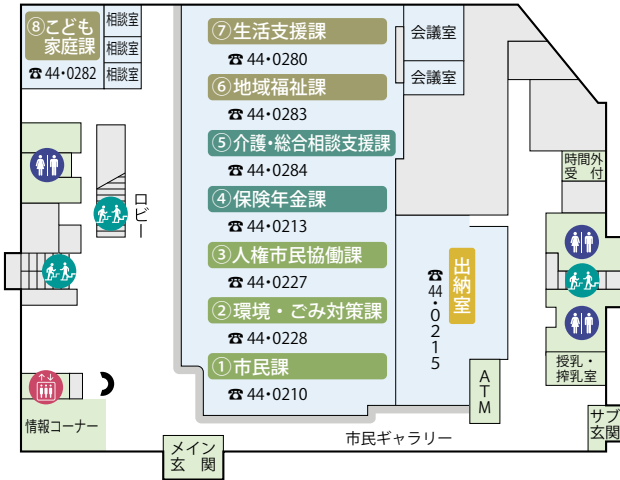 ⑧こども
家庭課
☎44・0282
相談室
相談室
相談室
⑦生活支援課
☎44・0280
⑥地域福祉課
☎44・0283
⑤介護・総合相談支援課
☎44・0284
④保険年金課
☎44・0213
③人権市民協働課
☎44・0227
②環境・ごみ対策課
☎44・0228
①市民課
☎44・0210
会議室
会議室
ロビー
出納室
☎44・0215
ATM
時間外
受付
授乳・
搾乳室
情報コーナー
メイン
玄関
市民ギャラリー
サブ
玄関